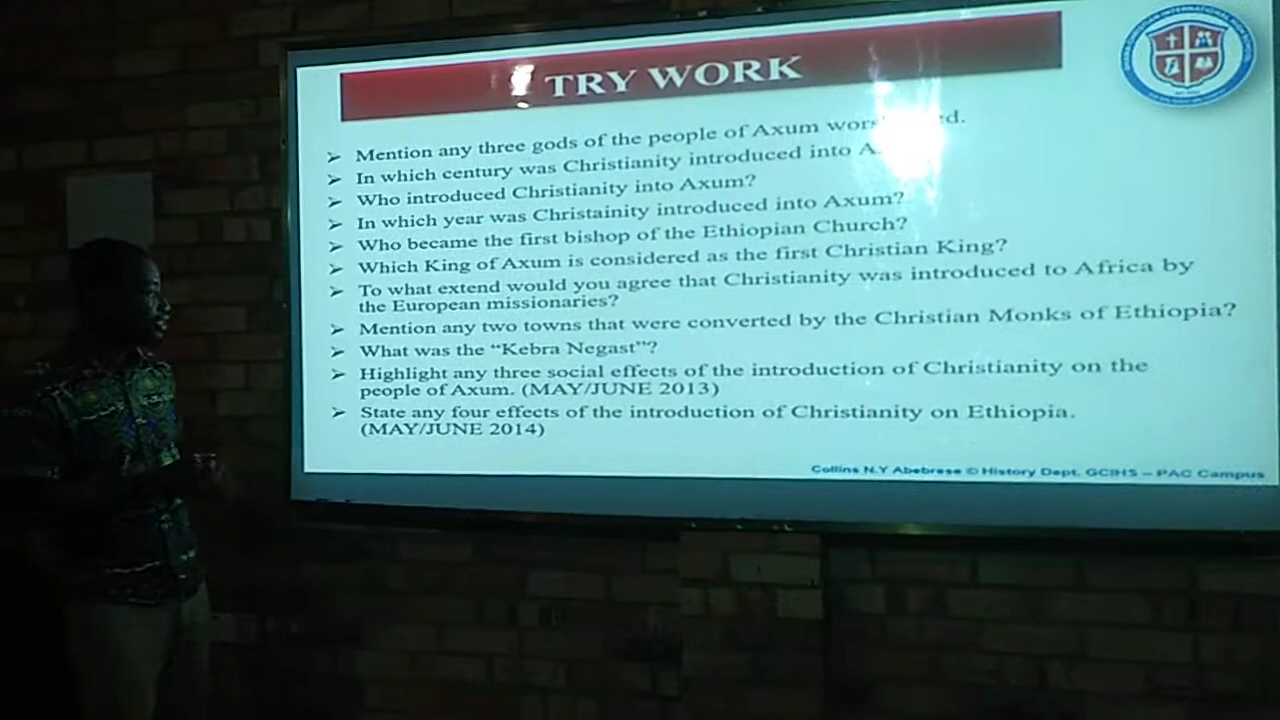 TRY WORK
➢ Mention any three gods of the people of Axum
➢ In which century was Christianity introduced into
➢ Who introduced Christianity into Axum?
➢ In which year was Christainity introduced into Axum?
➢ Who became the first bishop of the Ethiopian Church?
➢ Which King of Axum is considered as the first Christian King?
➢ To what extend would you agree that Christianity was introduced to Africa by
the European missionaries?
➢ Mention any two towns that were converted by the Christian Monks of Ethiopia?
➢ What was the “Kebra Negast”?
➢ Highlight any three social effects of the introduction of Christianity on the
people of Axum. (MAY/JUNE 2013)
➢ State any four effects of the introduction of Christianity on Ethiopia.
(MAY/JUNE 2014)
Collins N.Y Abebrese © History Dept. GCIHS – PAC Campus